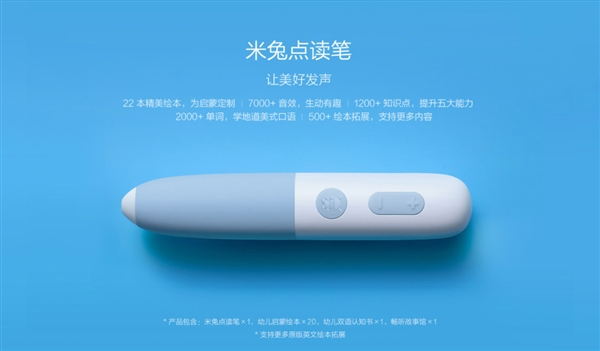 米兔点读笔
让美好发声
22 本精美绘本，为启蒙定制 | 7000+ 音效，生动有趣 | 1200+ 知识点，提升五大能力
2000+ 单词，学地道美式口语 | 500+ 绘本拓展，支持更多内容
* 产品包含：米兔点读笔×1，幼儿启蒙绘本×20，幼儿双语认知书×1，畅听故事馆×1
* 支持更多原版英文绘本拓展